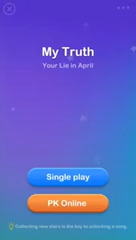 My Truth
Your Lie in April
Single play
PK Online
Collecting new stars is the key to unlocking a song.